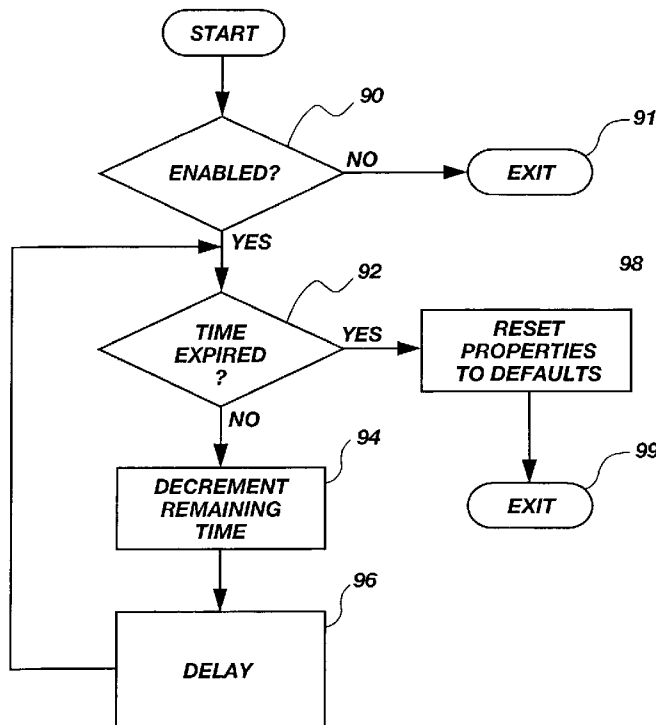 START
90
ENABLED?
NO
91
EXIT
YES
92
TIME
EXPIRED
?
YES
98
RESET
PROPERTIES
TO DEFAULTS
NO
94
DECREMENT
REMAINING
TIME
99
EXIT
96
DELAY